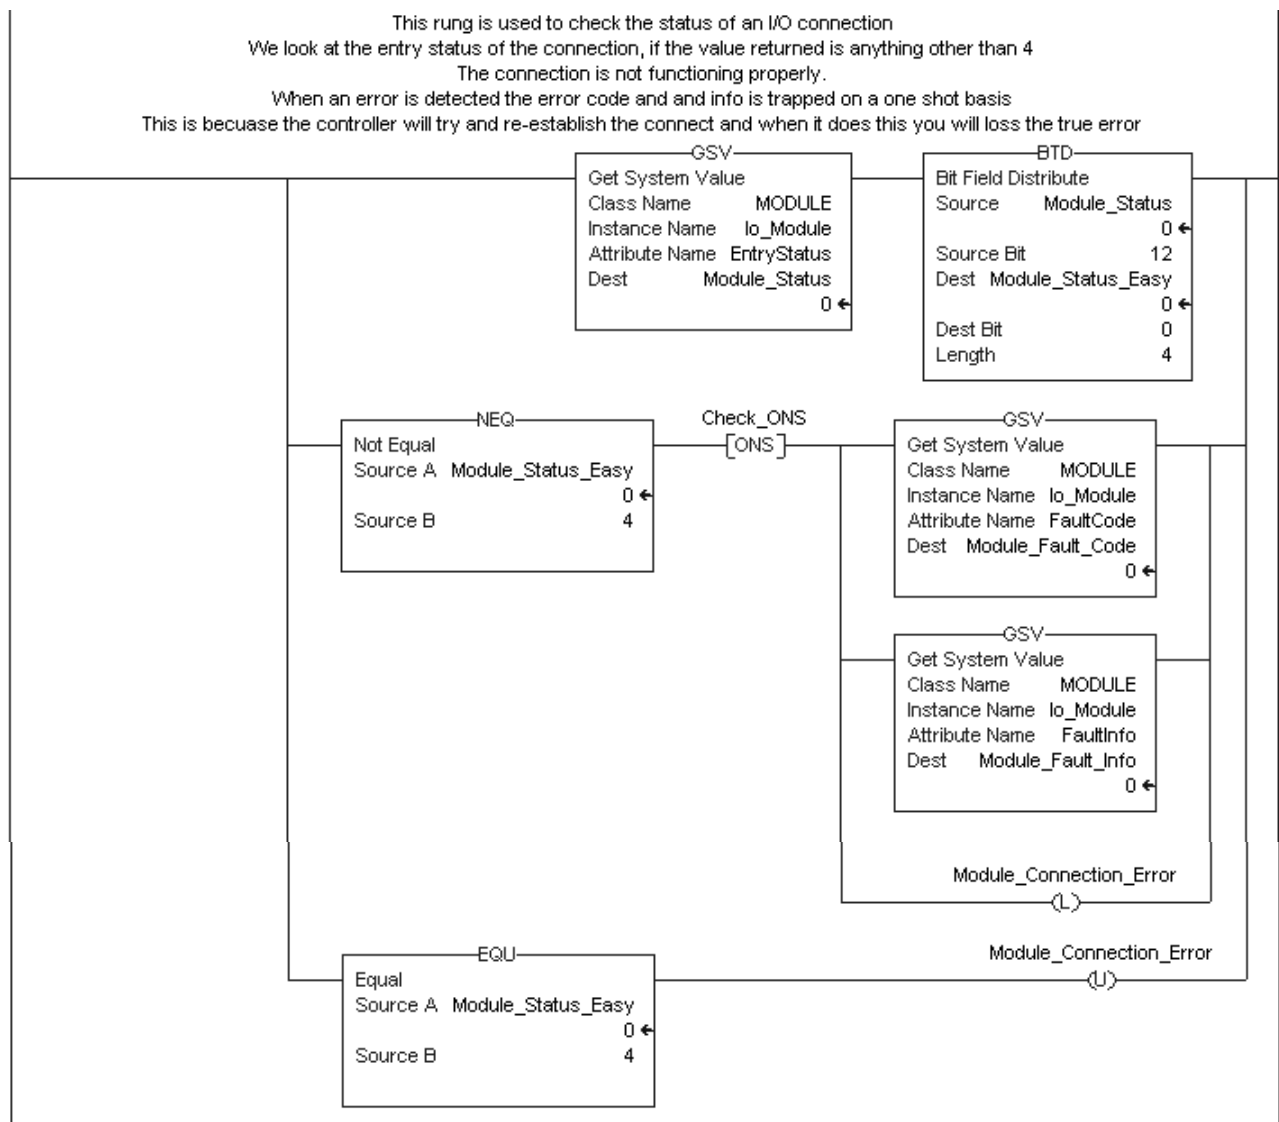 This rung is used to check the status of an I/O connection
We look at the entry status of the connection, if the value returned is anything other than 4
The connection is not functioning properly.
When an error is detected the error code and and info is trapped on a one shot basis
This is becuase the controller will try and re-establish the connect and when it does this you will loss the true error
GSV
Get System Value
Class Name MODULE
Instance Name Io_Module
Attribute Name EntryStatus
Dest Module_Status
0
BTD
Bit Field Distribute
Source Module_Status
0
Source Bit 12
Dest Module_Status_Easy
0
Dest Bit 0
Length 4
NEQ
Not Equal
Source A Module_Status_Easy
0
Source B 4
Check_ONS
ONS
GSV
Get System Value
Class Name MODULE
Instance Name Io_Module
Attribute Name FaultCode
Dest Module_Fault_Code
0
GSV
Get System Value
Class Name MODULE
Instance Name Io_Module
Attribute Name FaultInfo
Dest Module_Fault_Info
0
Module_Connection_Error
L
EQU
Equal
Source A Module_Status_Easy
0
Source B 4
Module_Connection_Error
U